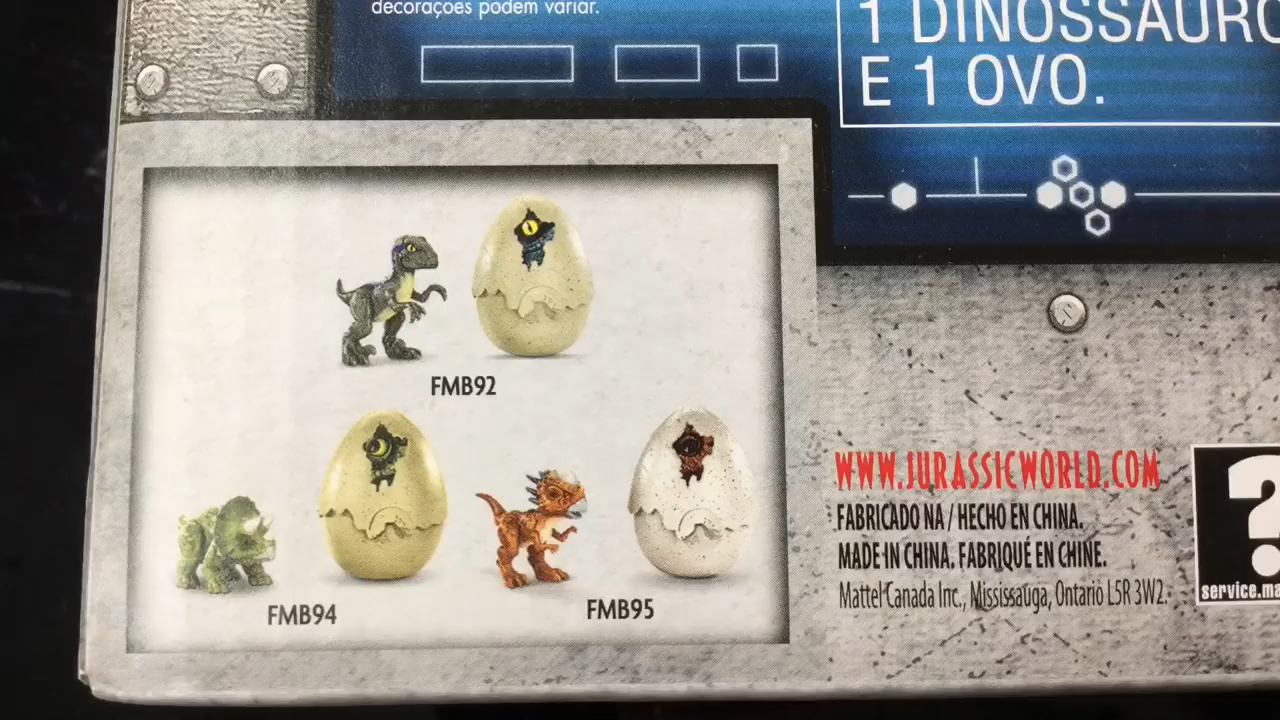 decorações podem variar.
1 DINOSSAURO
E 1 OVO.
FMB92
FMB94
FMB95
WWW.JURASSICWORLD.COM
FABRICADO NA / HECHO EN CHINA.
MADE IN CHINA. FABRIQUÉ EN CHINE.
Mattel Canada Inc., Mississauga, Ontario L5R 3W2.
?
service.ma